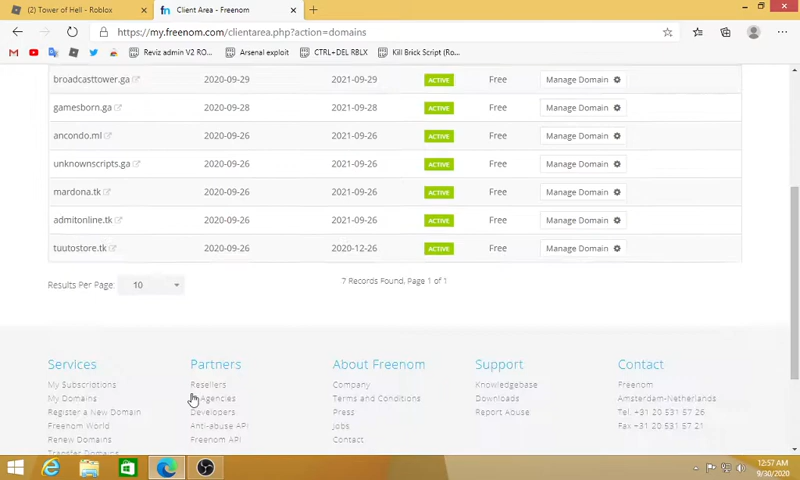 (2) Tower of Hell - Roblox
Client Area - Freenom
https://my.freenom.com/clientarea.php?action=domains
Reviz admin V2 RO...
Arsenal exploit
CTRL+DEL RBLX
Kill Brick Script (Ro...
broadcasttower.ga 2020-09-29 2021-09-29 ACTIVE Free Manage Domain
gamesborn.ga 2020-09-28 2021-09-28 ACTIVE Free Manage Domain
ancondo.ml 2020-09-26 2021-09-26 ACTIVE Free Manage Domain
unknownscripts.ga 2020-09-26 2021-09-26 ACTIVE Free Manage Domain
mardona.tk 2020-09-26 2021-09-26 ACTIVE Free Manage Domain
admitonline.tk 2020-09-26 2021-09-26 ACTIVE Free Manage Domain
tuutostore.tk 2020-09-26 2020-12-26 ACTIVE Free Manage Domain
Results Per Page: 10
7 Records Found, Page 1 of 1
Services
My Subscriptions
My Domains
Register a New Domain
Freenom World
Renew Domains
Transfer Domains
Partners
Resellers
Agencies
Developers
Anti-abuse API
Freenom API
About Freenom
Company
Terms and Conditions
Press
Jobs
Contact
Support
Knowledgebase
Downloads
Report Abuse
Contact
Freenom
Amsterdam-Netherlands
Tel. +31 20 531 57 26
Fax +31 20 531 57 21
12:57 AM
9/30/2020